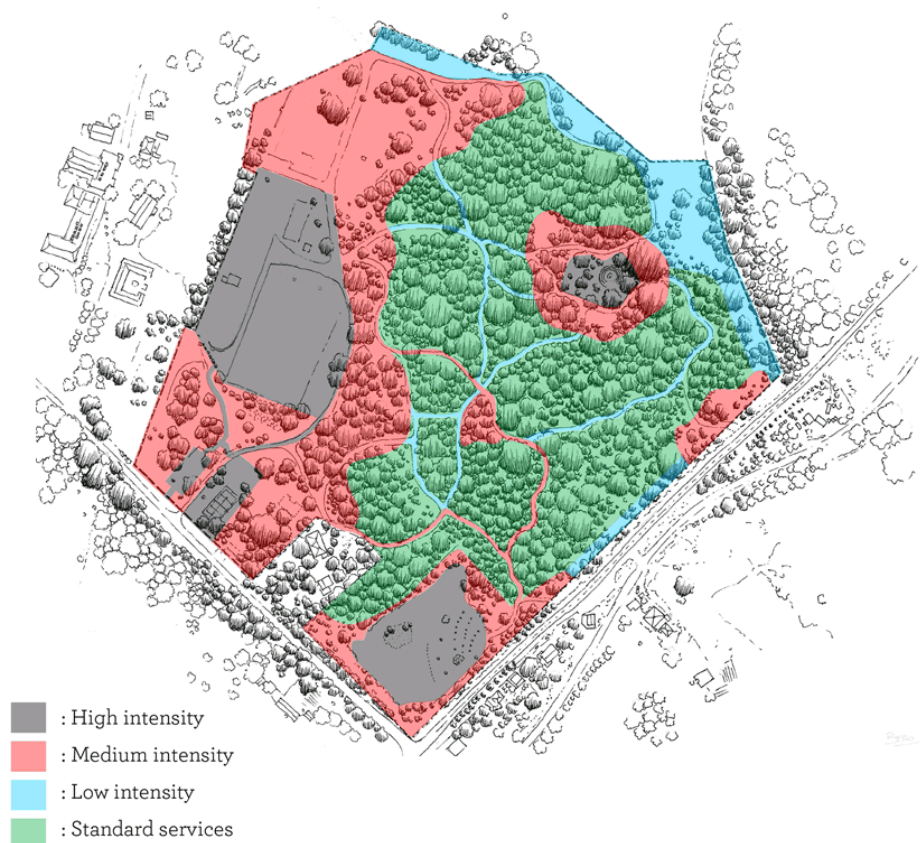 : High intensity
: Medium intensity
: Low intensity
: Standard services